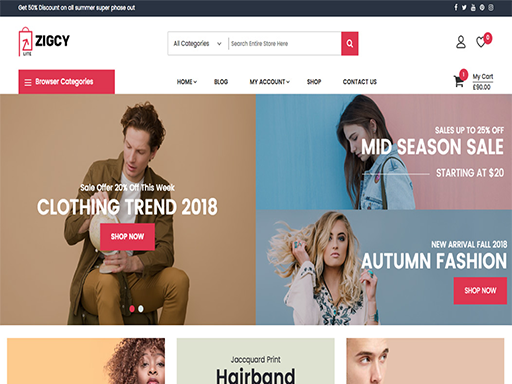 Get 50% Discount on all summer super phase out
ZIGCY
LITE
All Categories
Search Entire Store Here
0
Browser Categories
HOME
BLOG
MY ACCOUNT
SHOP
CONTACT US
1
My Cart
£60.00
Sale Offer 20% Off This Week
CLOTHING TREND 2018
SHOP NOW
SALES UP TO 25% OFF
MID SEASON SALE
STARTING AT $20
NEW ARRIVAL FALL 2018
AUTUMN FASHION
SHOP NOW
Jaccquard Print
Hairband